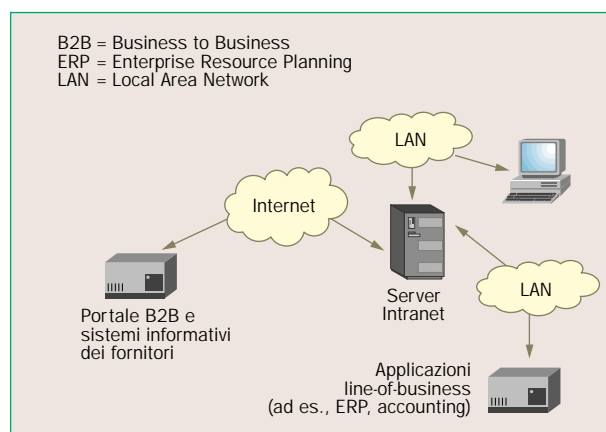 B2B = Business to Business
ERP = Enterprise Resource Planning
LAN = Local Area Network
LAN
Internet
Server
Intranet
LAN
Portale B2B e
sistemi informativi
dei fornitori
Applicazioni
line-of-business
(ad es., ERP, accounting)